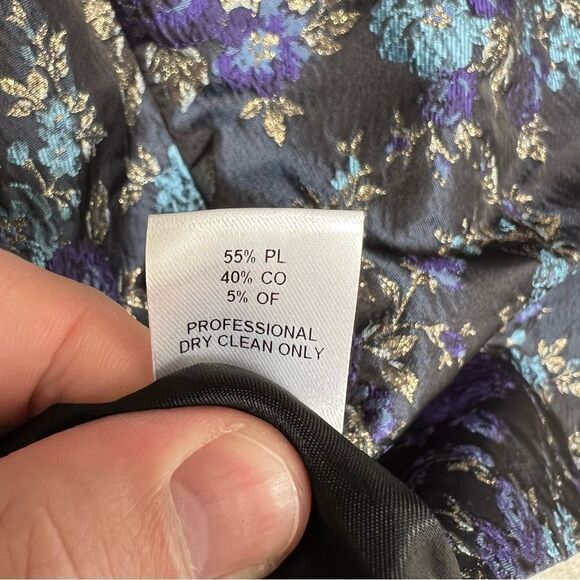 55% PL
40% CO
5% OF
PROFESSIONAL
DRY CLEAN ONLY